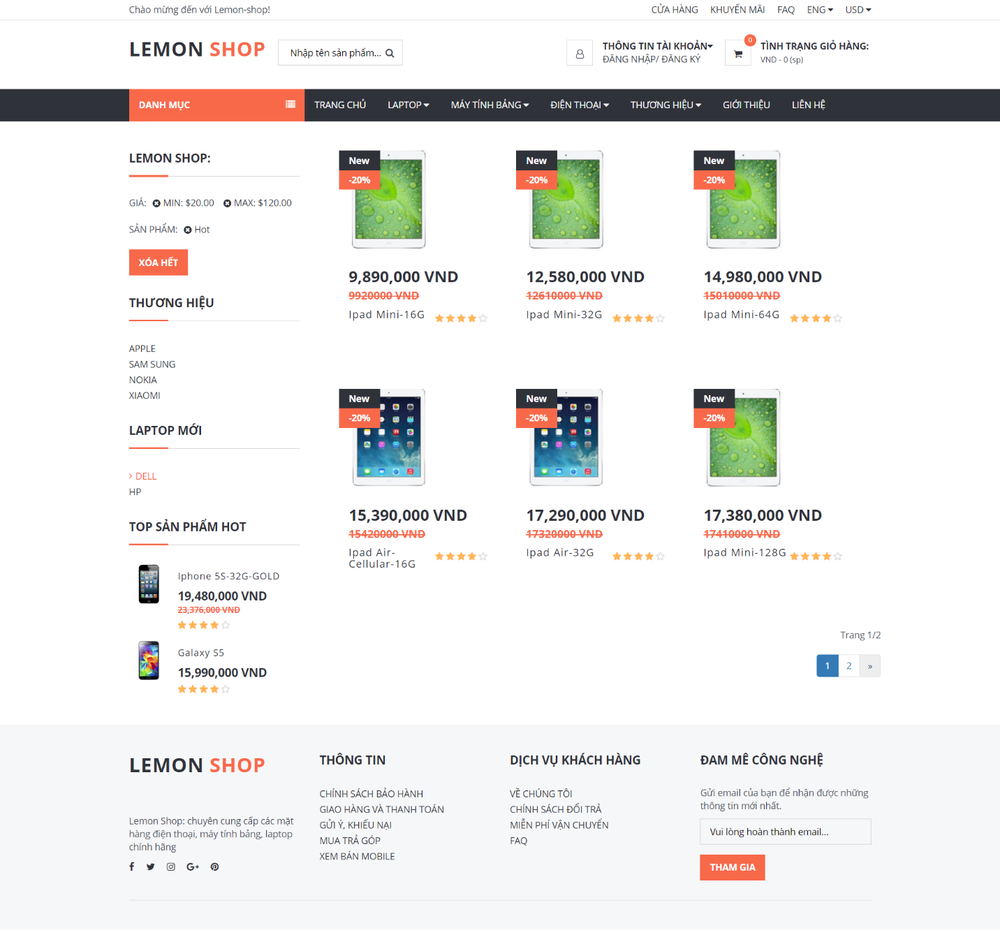 Chào mừng đến với Lemon-shop!
CỬA HÀNG KHUYẾN MÃI FAQ ENG USD
LEMON SHOP
Nhập tên sản phẩm...
THÔNG TIN TÀI KHOẢN
ĐĂNG NHẬP/ ĐĂNG KÝ
0
TÌNH TRẠNG GIỎ HÀNG:
VND - 0 (sp)
DANH MỤC
TRANG CHỦ LAPTOP MÁY TÍNH BẢNG ĐIỆN THOẠI THƯƠNG HIỆU GIỚI THIỆU LIÊN HỆ
LEMON SHOP:
GIÁ: MIN: $20.00 MAX: $120.00
SẢN PHẨM: Hot
XÓA HẾT
THƯƠNG HIỆU
APPLE
SAM SUNG
NOKIA
XIAOMI
LAPTOP MỚI
DELL
HP
TOP SẢN PHẨM HOT
Iphone 5S-32G-GOLD
19,480,000 VND
23,376,000 VND
Galaxy S5
15,990,000 VND
New
-20%
9,890,000 VND
9920000 VND
Ipad Mini-16G
New
-20%
12,580,000 VND
12610000 VND
Ipad Mini-32G
New
-20%
14,980,000 VND
15010000 VND
Ipad Mini-64G
New
-20%
15,390,000 VND
15420000 VND
Ipad Air-
Cellular-16G
New
-20%
17,290,000 VND
17320000 VND
Ipad Air-32G
New
-20%
17,380,000 VND
17410000 VND
Ipad Mini-128G
Trang 1/2
1 2 »
LEMON SHOP
Lemon Shop: chuyên cung cấp các mặt
hàng điện thoại, máy tính bảng, laptop
chính hãng
THÔNG TIN
CHÍNH SÁCH BẢO HÀNH
GIAO HÀNG VÀ THANH TOÁN
GỬI Ý, KHIẾU NẠI
MUA TRẢ GÓP
XEM BẢN MOBILE
DỊCH VỤ KHÁCH HÀNG
VỀ CHÚNG TÔI
CHÍNH SÁCH ĐỔI TRẢ
MIỄN PHÍ VẬN CHUYỂN
FAQ
ĐAM MÊ CÔNG NGHỆ
Gửi email của bạn để nhận được những
thông tin mới nhất.
Vui lòng hoàn thành email...
THAM GIA